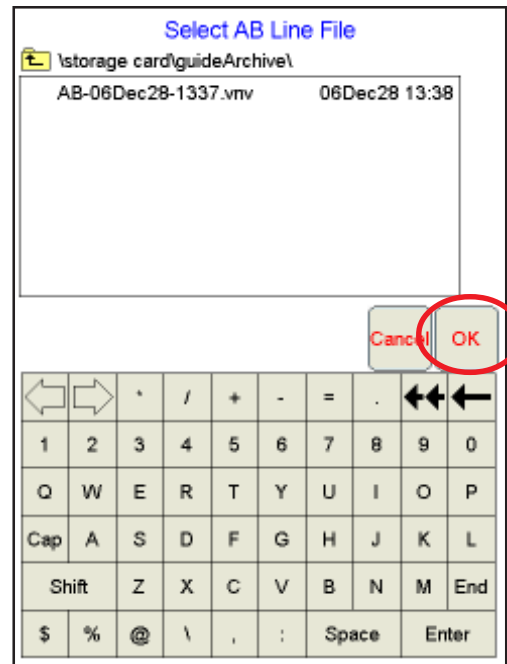 Select AB Line File
\storage card\guideArchive\
AB-06Dec28-1337.vnv 06Dec28 13:38
Cancel OK
* / + - = .
1 2 3 4 5 6 7 8 9 0
Q W E R T Y U I O P
Cap A S D F G H J K L
Shift Z X C V B N M End
$ % @ \ , : Space Enter